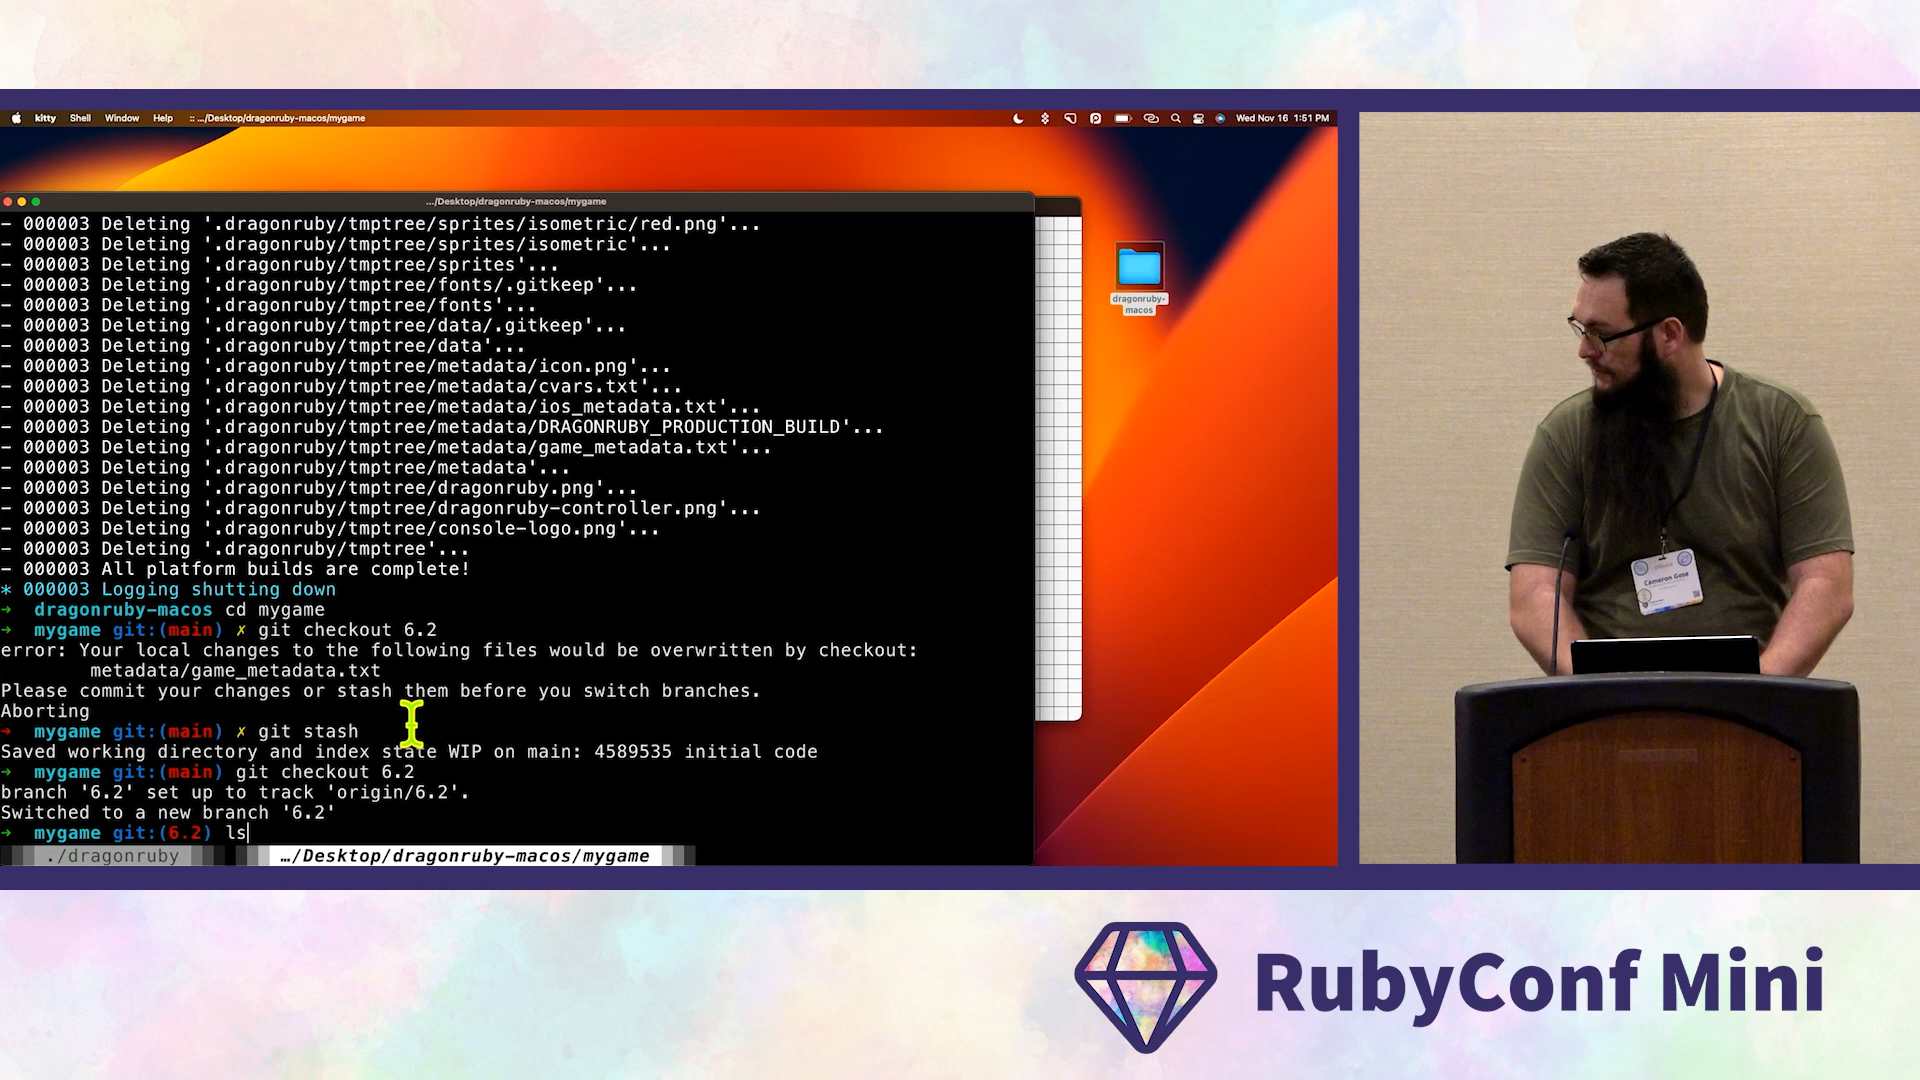 kitty Shell Window Help :: .../Desktop/dragonruby-macos/mygame
Wed Nov 16 1:51 PM
.../Desktop/dragonruby-macos/mygame
- 000003 Deleting '.dragonruby/tmptree/sprites/isometric/red.png'...
- 000003 Deleting '.dragonruby/tmptree/sprites/isometric'...
- 000003 Deleting '.dragonruby/tmptree/sprites'...
- 000003 Deleting '.dragonruby/tmptree/fonts/.gitkeep'...
- 000003 Deleting '.dragonruby/tmptree/fonts'...
- 000003 Deleting '.dragonruby/tmptree/data/.gitkeep'...
- 000003 Deleting '.dragonruby/tmptree/data'...
- 000003 Deleting '.dragonruby/tmptree/metadata/icon.png'...
- 000003 Deleting '.dragonruby/tmptree/metadata/cvars.txt'...
- 000003 Deleting '.dragonruby/tmptree/metadata/ios_metadata.txt'...
- 000003 Deleting '.dragonruby/tmptree/metadata/DRAGONRUBY_PRODUCTION_BUILD'...
- 000003 Deleting '.dragonruby/tmptree/metadata/game_metadata.txt'...
- 000003 Deleting '.dragonruby/tmptree/metadata'...
- 000003 Deleting '.dragonruby/tmptree/dragonruby.png'...
- 000003 Deleting '.dragonruby/tmptree/dragonruby-controller.png'...
- 000003 Deleting '.dragonruby/tmptree/console-logo.png'...
- 000003 Deleting '.dragonruby/tmptree'...
- 000003 All platform builds are complete!
* 000003 Logging shutting down
➜ dragonruby-macos cd mygame
➜ mygame git:(main) ✗ git checkout 6.2
error: Your local changes to the following files would be overwritten by checkout:
metadata/game_metadata.txt
Please commit your changes or stash them before you switch branches.
Aborting
➜ mygame git:(main) ✗ git stash
Saved working directory and index state WIP on main: 4589535 initial code
➜ mygame git:(main) git checkout 6.2
branch '6.2' set up to track 'origin/6.2'.
Switched to a new branch '6.2'
➜ mygame git:(6.2) ls
./dragonruby
…/Desktop/dragonruby-macos/mygame
dragonruby-
macos
Cameron Gose
RubyConf Mini